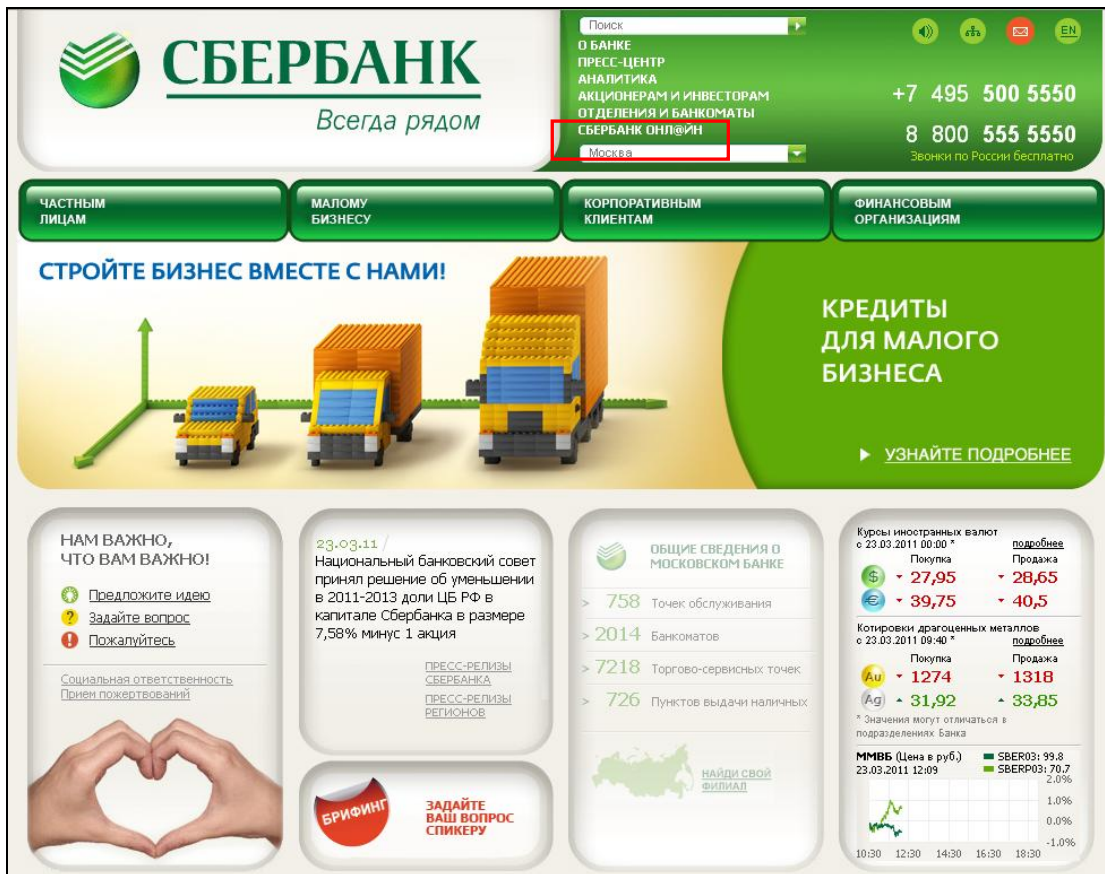 СБЕРБАНК
Всегда рядом
Поиск
О БАНКЕ
ПРЕСС-ЦЕНТР
АНАЛИТИКА
АКЦИОНЕРАМ И ИНВЕСТОРАМ
ОТДЕЛЕНИЯ И БАНКОМАТЫ
СБЕРБАНК ОНЛ@ЙН
Москва
EN
+7 495 500 5550
8 800 555 5550
Звонки по России бесплатно
ЧАСТНЫМ
ЛИЦАМ
МАЛОМУ
БИЗНЕСУ
КОРПОРАТИВНЫМ
КЛИЕНТАМ
ФИНАНСОВЫМ
ОРГАНИЗАЦИЯМ
СТРОЙТЕ БИЗНЕС ВМЕСТЕ С НАМИ!
КРЕДИТЫ
ДЛЯ МАЛОГО
БИЗНЕСА
УЗНАЙТЕ ПОДРОБНЕЕ
НАМ ВАЖНО,
ЧТО ВАМ ВАЖНО!
Предложите идею
? Задайте вопрос
! Пожалуйтесь
Социальная ответственность
Прием пожертвований
23.03.11 /
Национальный банковский совет
принял решение об уменьшении
в 2011-2013 доли ЦБ РФ в
капитале Сбербанка в размере
7,58% минус 1 акция
ПРЕСС-РЕЛИЗЫ
СБЕРБАНКА
ПРЕСС-РЕЛИЗЫ
РЕГИОНОВ
БРИФИНГ
ЗАДАЙТЕ
ВАШ ВОПРОС
СПИКЕРУ
ОБЩИЕ СВЕДЕНИЯ О
МОСКОВСКОМ БАНКЕ
> 758 Точек обслуживания
> 2014 Банкоматов
> 7218 Торгово-сервисных точек
> 726 Пунктов выдачи наличных
НАЙДИ СВОЙ
ФИЛИАЛ
Курсы иностранных валют
с 23.03.2011 00:00 * подробнее
Покупка Продажа
$ 27,95 28,65
€ 39,75 40,5
Котировки драгоценных металлов
с 23.03.2011 09:40 * подробнее
Покупка Продажа
Au 1274 1318
Ag 31,92 33,85
* Значения могут отличаться в
подразделениях Банка
ММВБ (Цена в руб.) SBER03: 99.8
23.03.2011 12:09 SBERP03: 70.7
2.0%
1.0%
0.0%
-1.0%
10:30 12:30 14:30 16:30 18:30